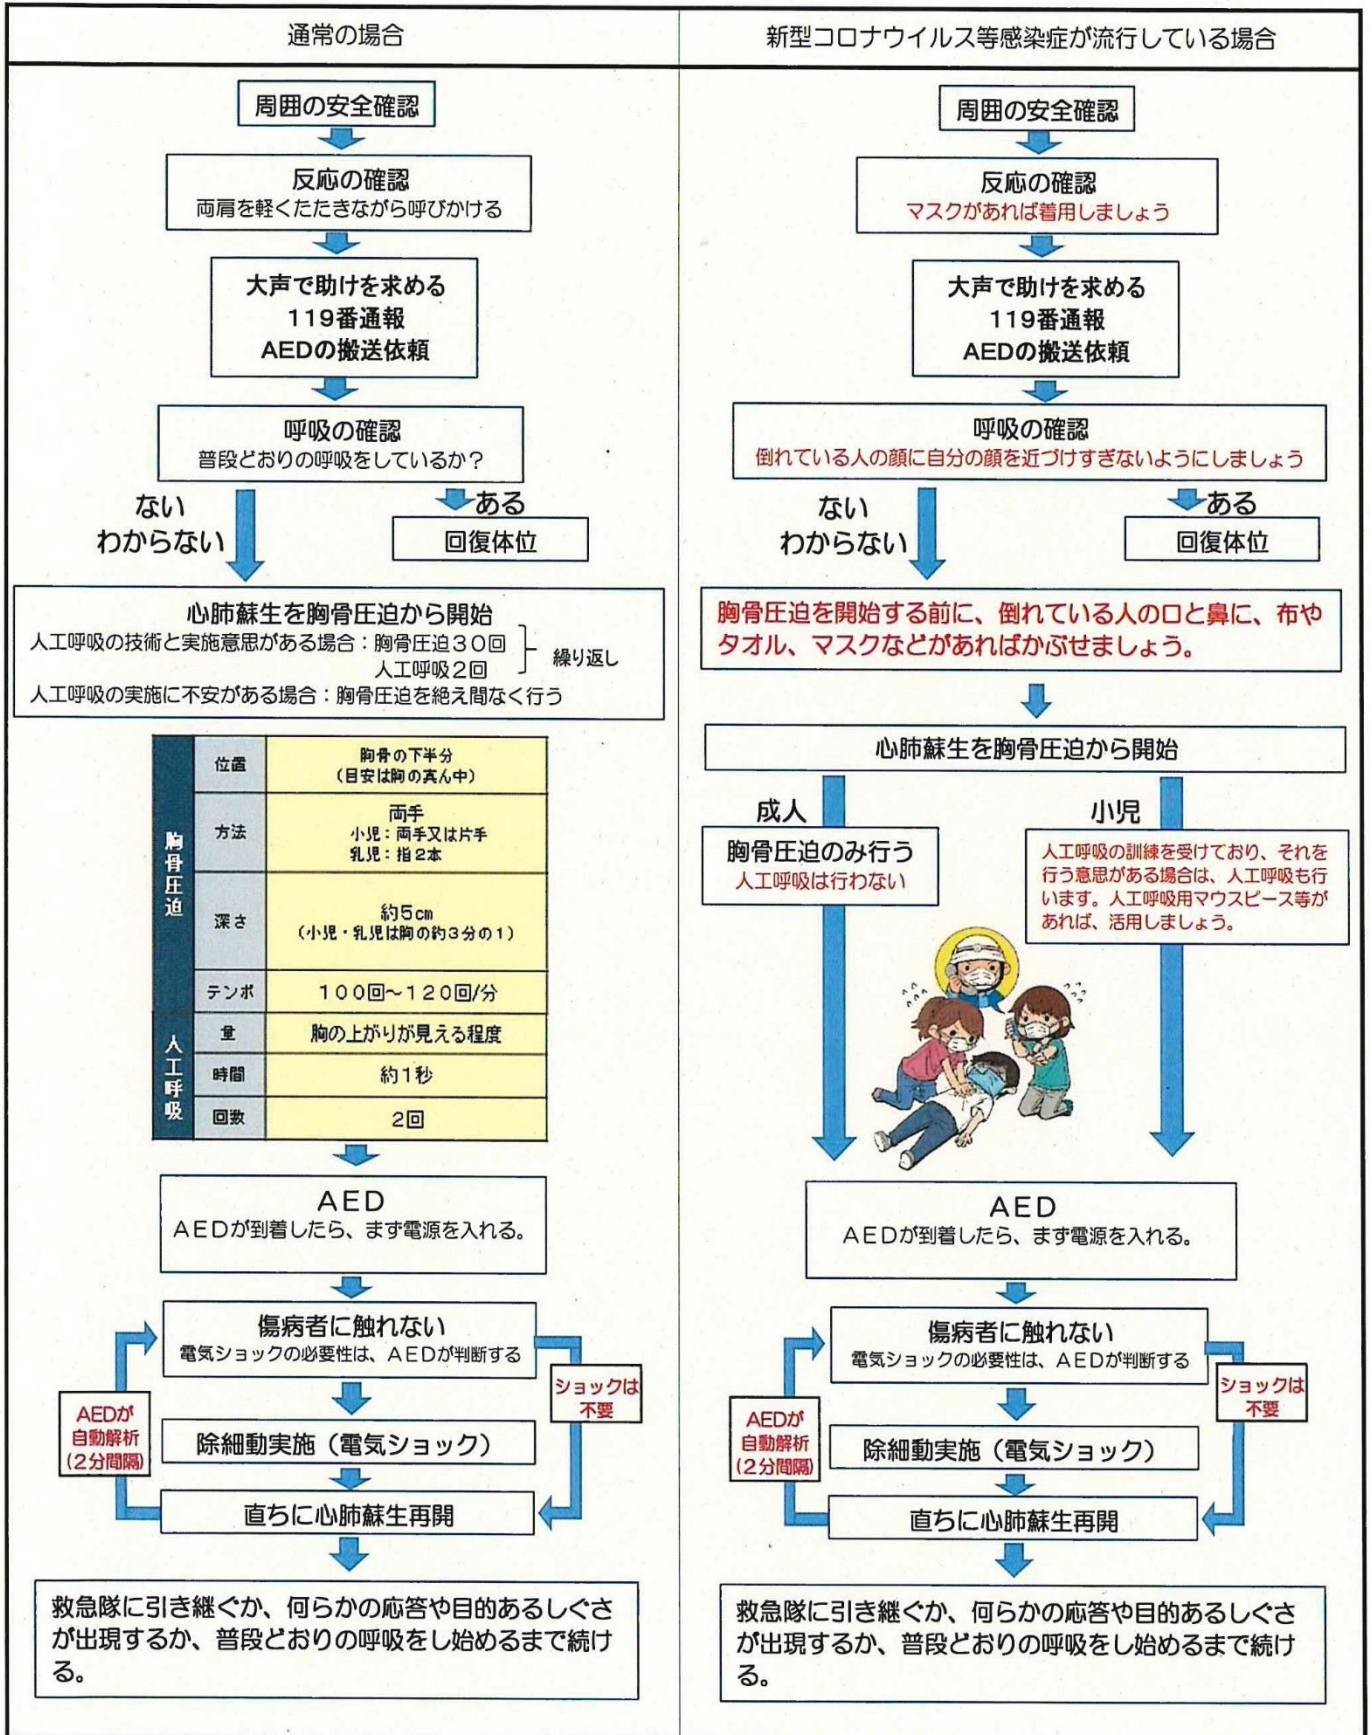 通常の場合
周囲の安全確認
反応の確認
両肩を軽くたたきながら呼びかける
大声で助けを求める
119番通報
AEDの搬送依頼
呼吸の確認
普段どおりの呼吸をしているか？
ない
わからない
ある
回復体位
心肺蘇生を胸骨圧迫から開始
人工呼吸の技術と実施意思がある場合：胸骨圧迫３０回
人工呼吸２回
繰り返し
人工呼吸の実施に不安がある場合：胸骨圧迫を絶え間なく行う
胸骨圧迫
位置
胸骨の下半分
（目安は胸の真ん中）
方法
両手
小児：両手又は片手
乳児：指２本
深さ
約５㎝
（小児・乳児は胸の約３分の１）
テンポ
１００回～１２０回/分
人工呼吸
量
胸の上がりが見える程度
時間
約１秒
回数
２回
ＡＥＤ
ＡＥＤが到着したら、まず電源を入れる。
傷病者に触れない
電気ショックの必要性は、ＡＥＤが判断する
ショックは
不要
AEDが
自動解析
(２分間隔)
除細動実施（電気ショック）
直ちに心肺蘇生再開
救急隊に引き継ぐか、何らかの応答や目的あるしぐさ
が出現するか、普段どおりの呼吸をし始めるまで続け
る。
新型コロナウイルス等感染症が流行している場合
周囲の安全確認
反応の確認
マスクがあれば着用しましょう
大声で助けを求める
119番通報
AEDの搬送依頼
呼吸の確認
倒れている人の顔に自分の顔を近づけすぎないようにしましょう
ない
わからない
ある
回復体位
胸骨圧迫を開始する前に、倒れている人の口と鼻に、布や
タオル、マスクなどがあればかぶせましょう。
心肺蘇生を胸骨圧迫から開始
成人
胸骨圧迫のみ行う
人工呼吸は行わない
小児
人工呼吸の訓練を受けており、それを
行う意思がある場合は、人工呼吸も行
います。人工呼吸用マウスピース等が
あれば、活用しましょう。
ＡＥＤ
ＡＥＤが到着したら、まず電源を入れる。
傷病者に触れない
電気ショックの必要性は、ＡＥＤが判断する
ショックは
不要
AEDが
自動解析
(２分間隔)
除細動実施（電気ショック）
直ちに心肺蘇生再開
救急隊に引き継ぐか、何らかの応答や目的あるしぐさ
が出現するか、普段どおりの呼吸をし始めるまで続け
る。